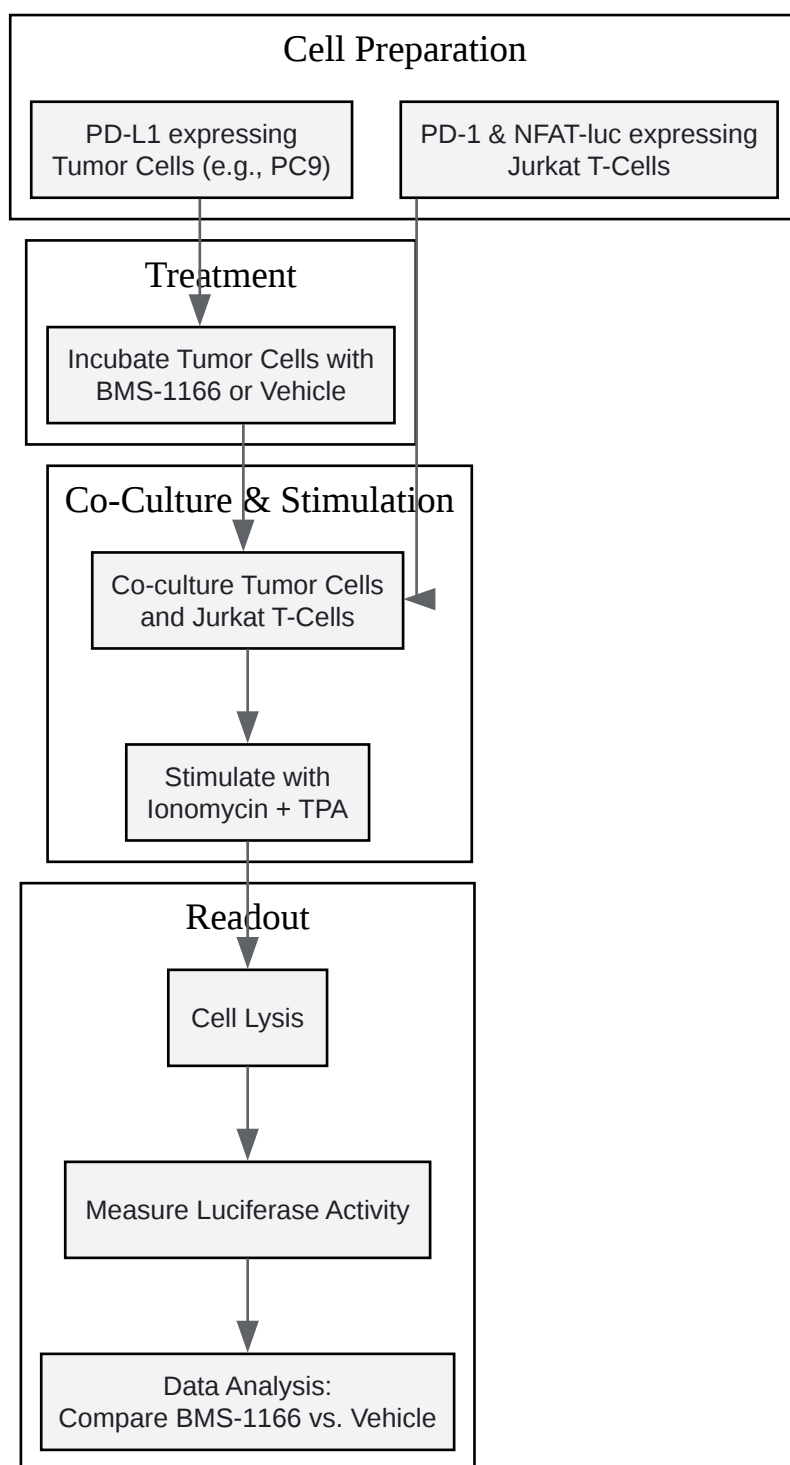 Cell Preparation
PD-L1 expressing
Tumor Cells (e.g., PC9)
PD-1 & NFAT-luc expressing
Jurkat T-Cells
Treatment
Incubate Tumor Cells with
BMS-1166 or Vehicle
Co-Culture & Stimulation
Co-culture Tumor Cells
and Jurkat T-Cells
Stimulate with
Ionomycin + TPA
Readout
Cell Lysis
Measure Luciferase Activity
Data Analysis:
Compare BMS-1166 vs. Vehicle